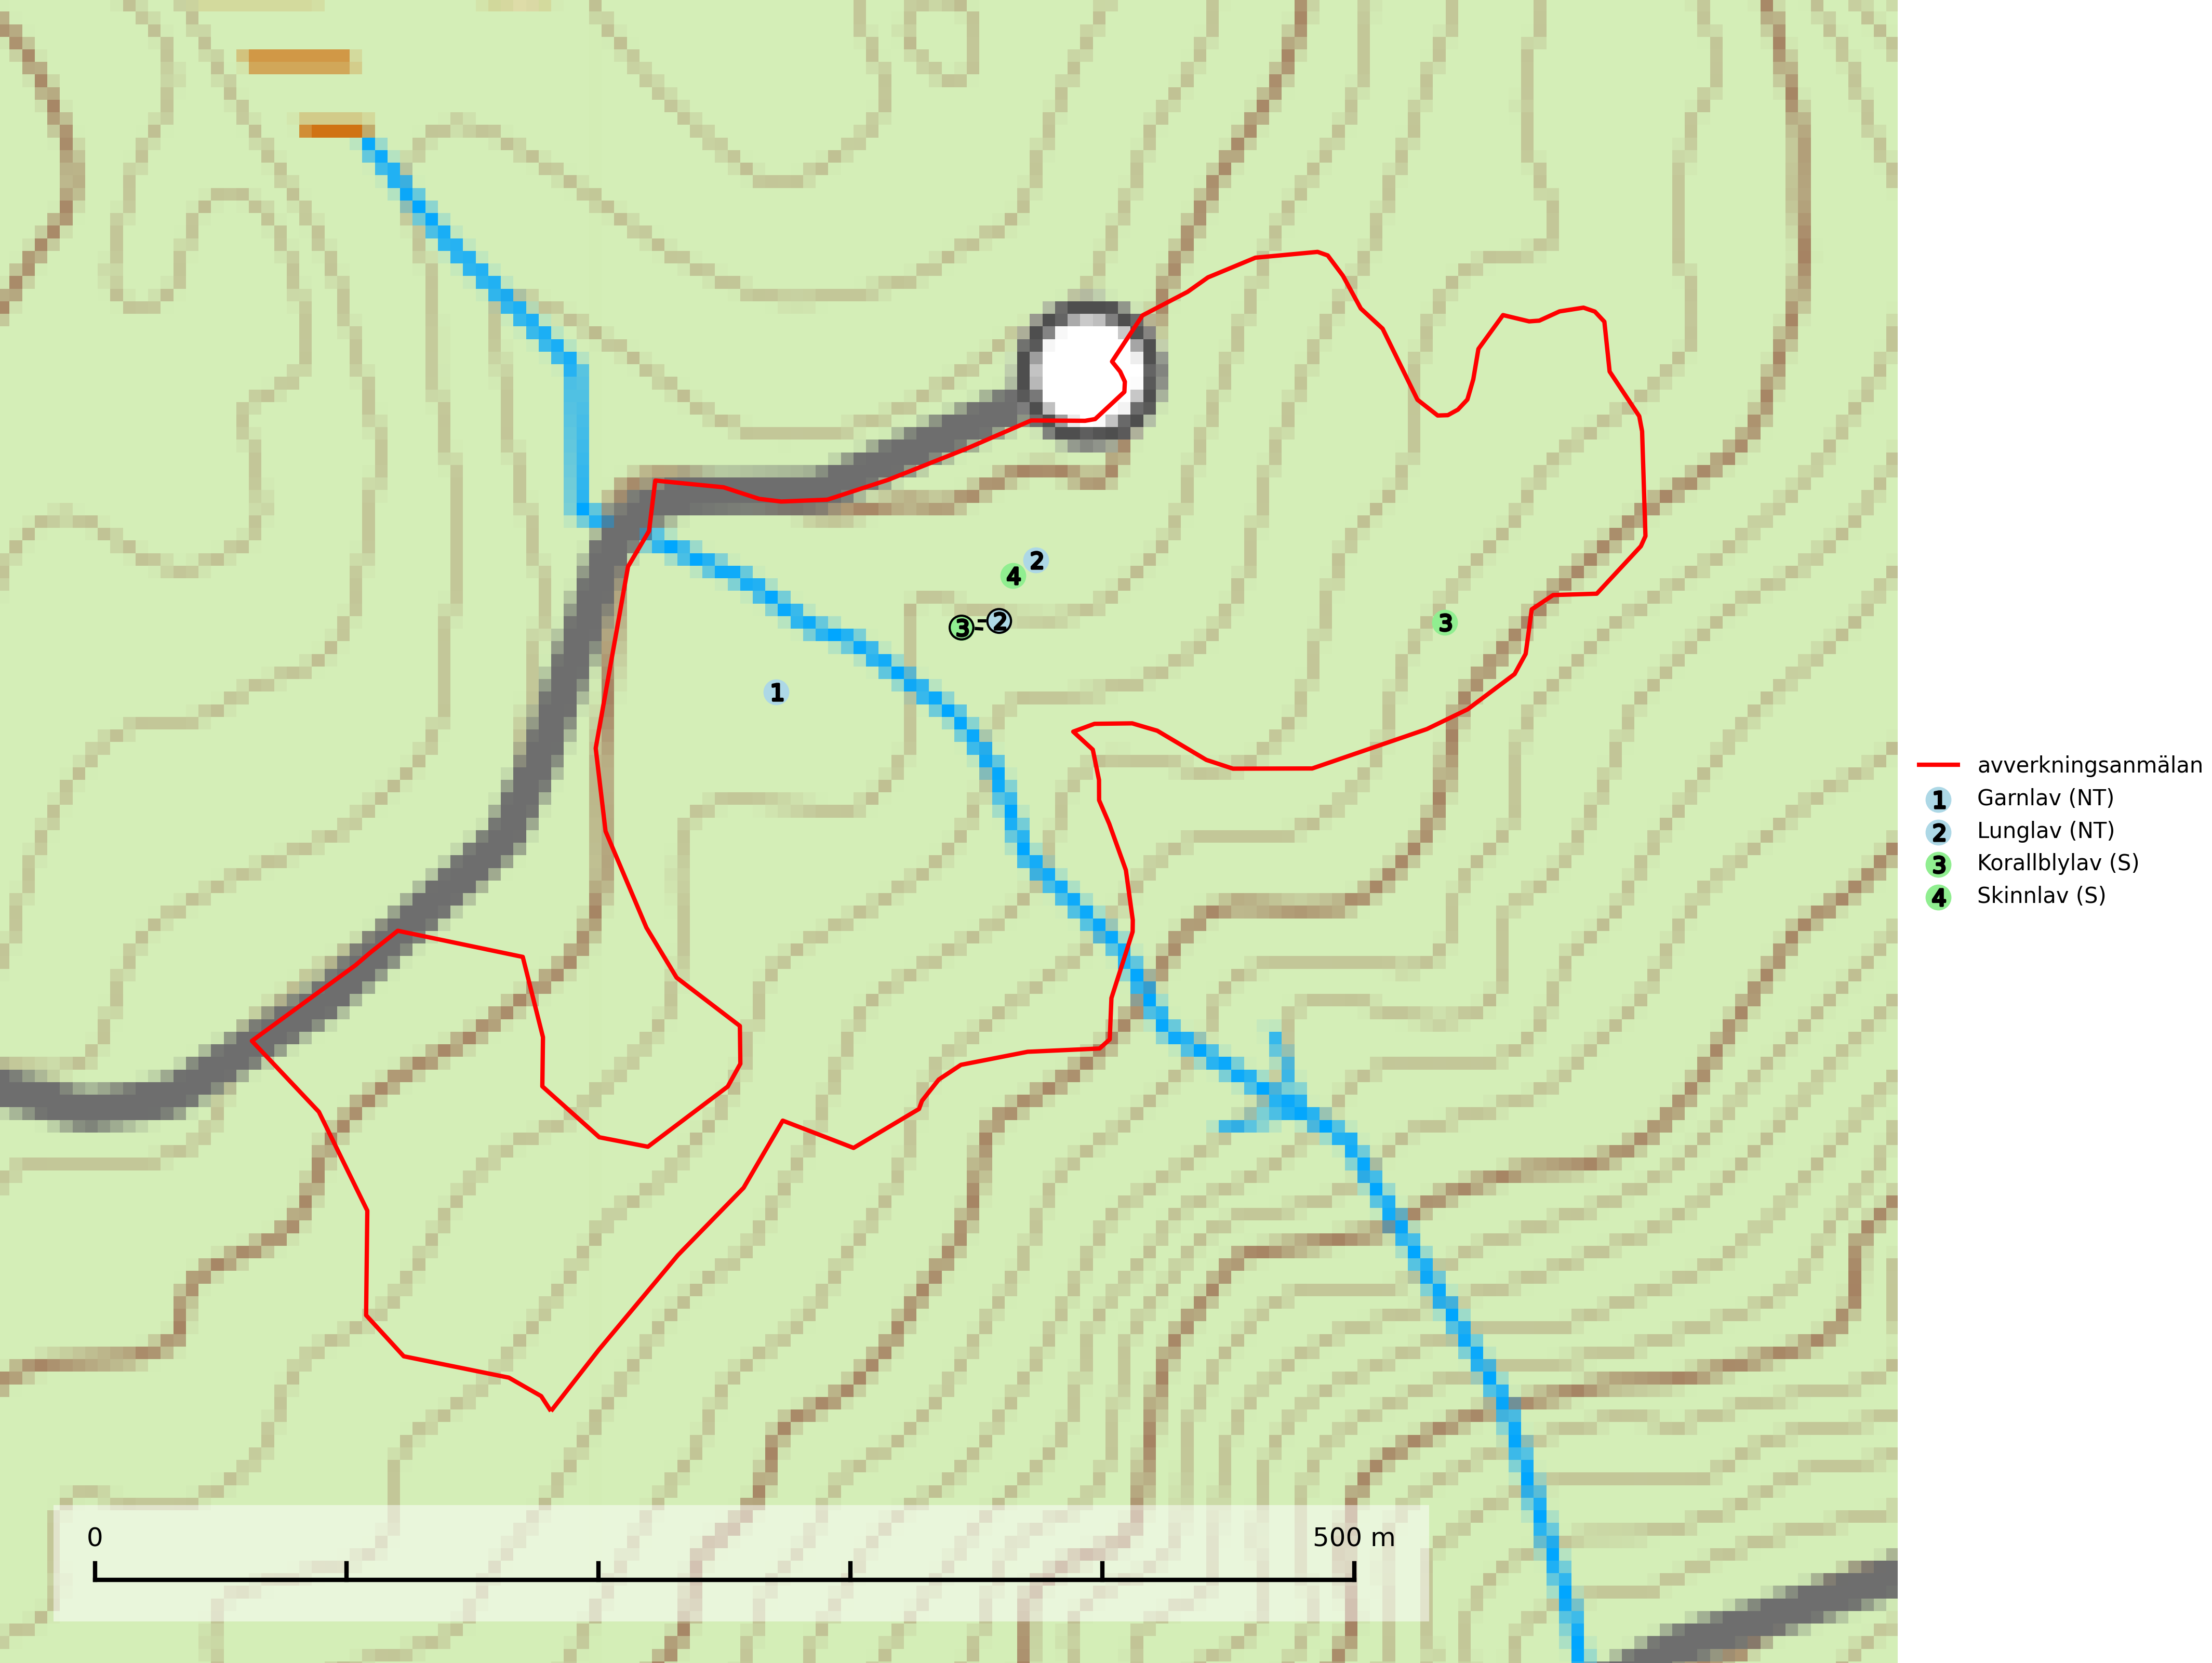 2
4
3
2
3
1
avverkningsanmälan
1 Garnlav (NT)
2 Lunglav (NT)
3 Korallblylav (S)
4 Skinnlav (S)
0 500 m